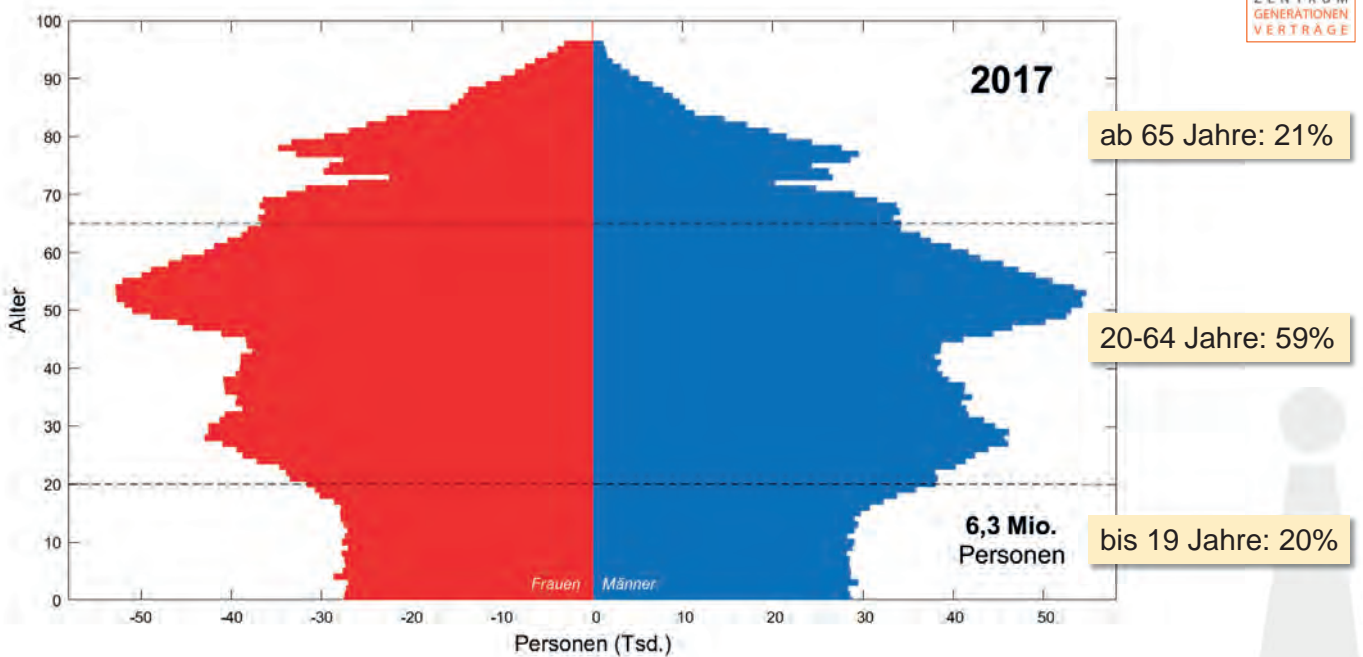 ZENTRUM
GENERATIONEN
VERTRÄGE
2017
ab 65 Jahre: 21%
20-64 Jahre: 59%
bis 19 Jahre: 20%
6,3 Mio.
Personen
Frauen Männer
Alter
100
90
80
70
60
50
40
30
20
10
0
-50 -40 -30 -20 -10 0 10 20 30 40 50
Personen (Tsd.)